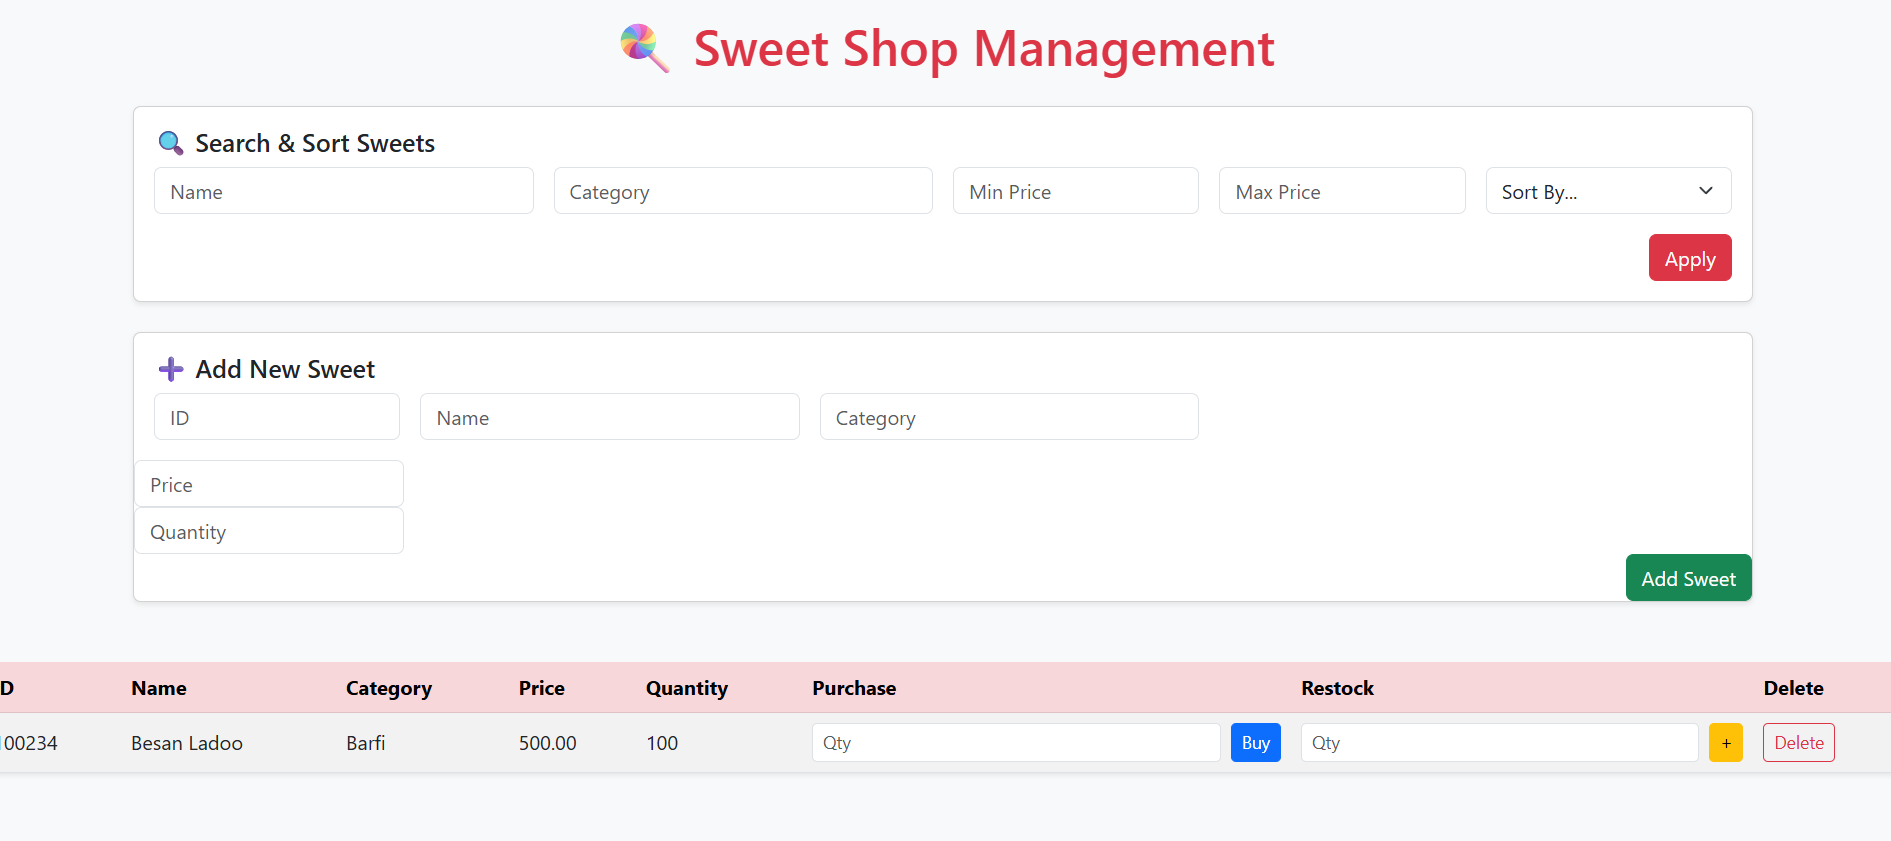 Sweet Shop Management
Search & Sort Sweets
Name Category Min Price Max Price Sort By...
Apply
Add New Sweet
ID Name Category
Price
Quantity
Add Sweet
D Name Category Price Quantity Purchase Restock Delete
100234 Besan Ladoo Barfi 500.00 100 Qty Buy Qty + Delete